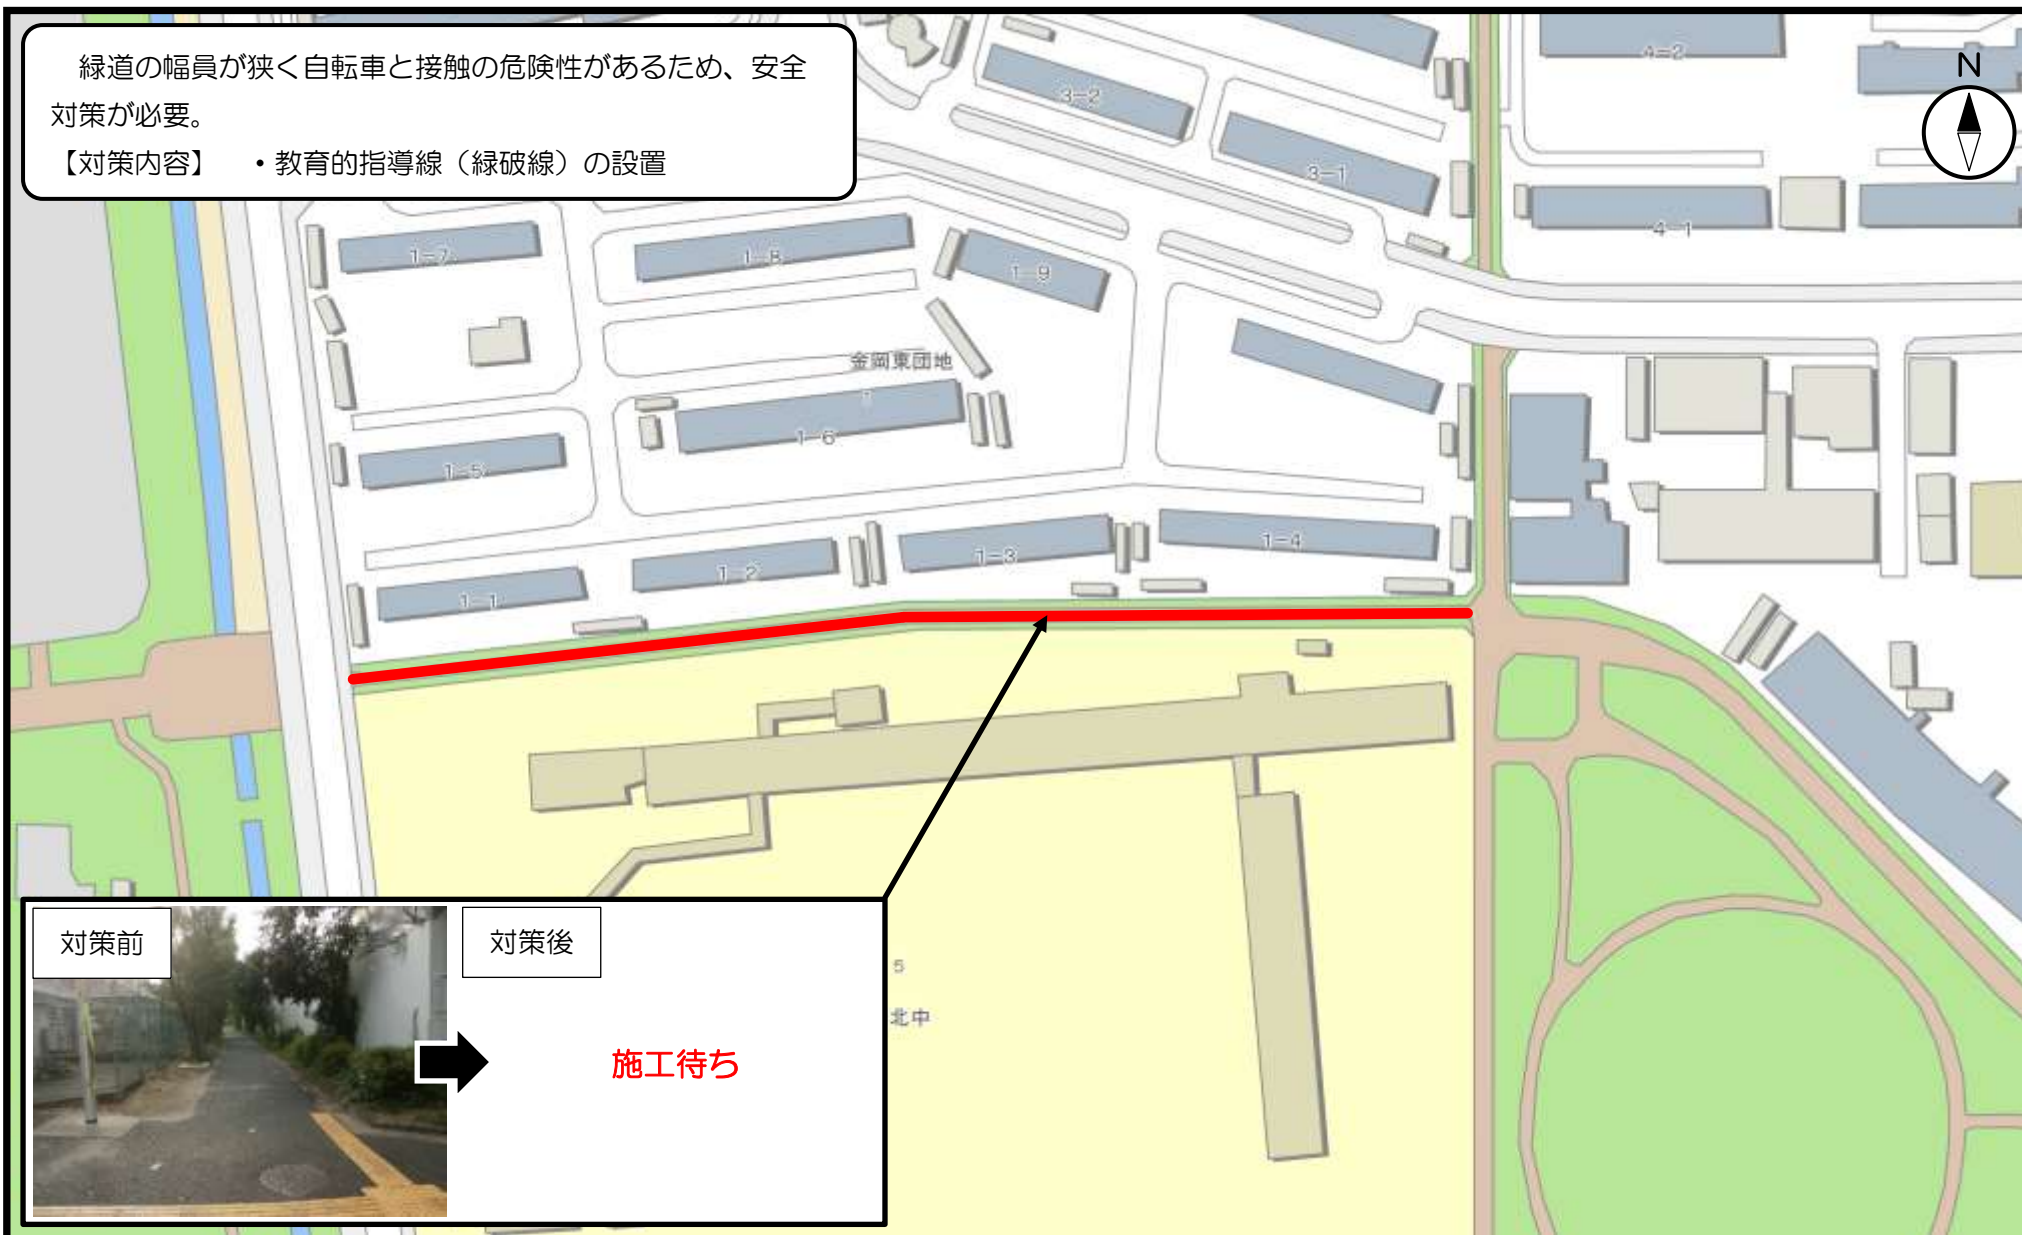 緑道の幅員が狭く自転車と接触の危険性があるため、安全
対策が必要。
【対策内容】　・教育的指導線（緑破線）の設置
N
4-2
3-2
3-1
4-1
1-7
1-8
1-9
金岡東団地
1
1-6
1-5
1-4
1-3
1-2
1-1
5
北中
対策前
対策後
施工待ち